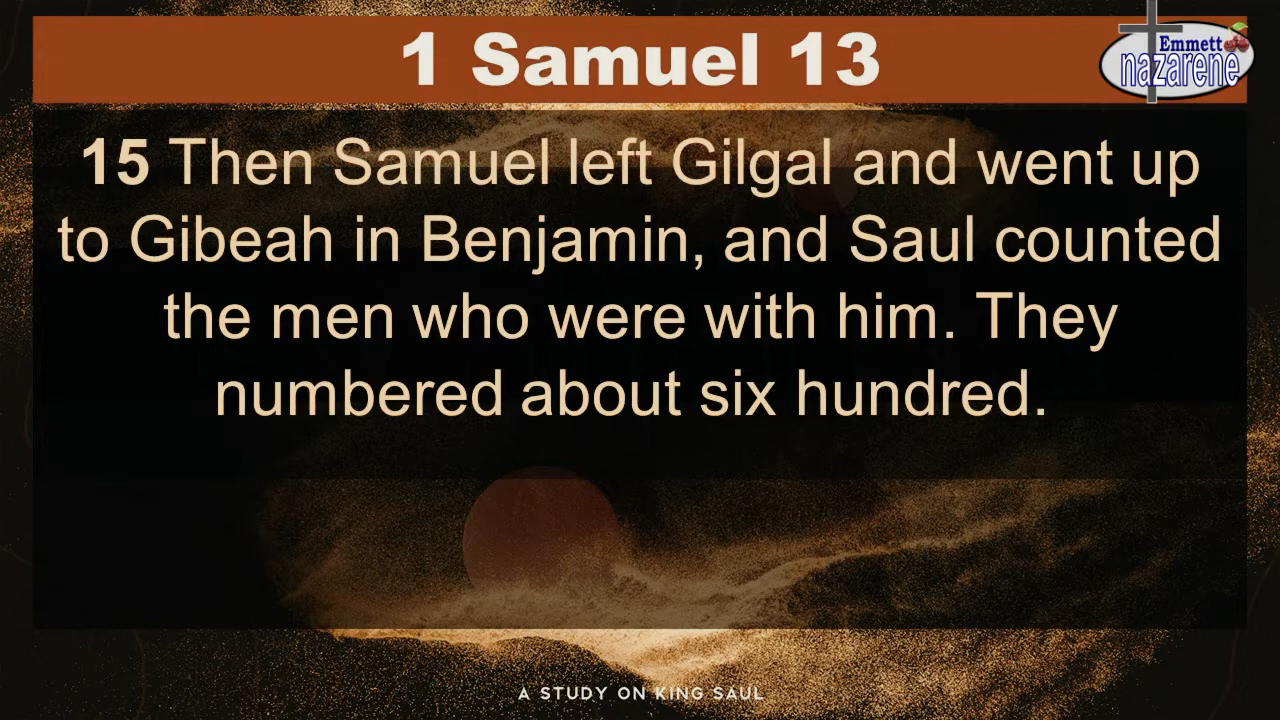 1 Samuel 13
Emmett
nazarene
15 Then Samuel left Gilgal and went up
to Gibeah in Benjamin, and Saul counted
the men who were with him. They
numbered about six hundred.
A STUDY ON KING SAUL